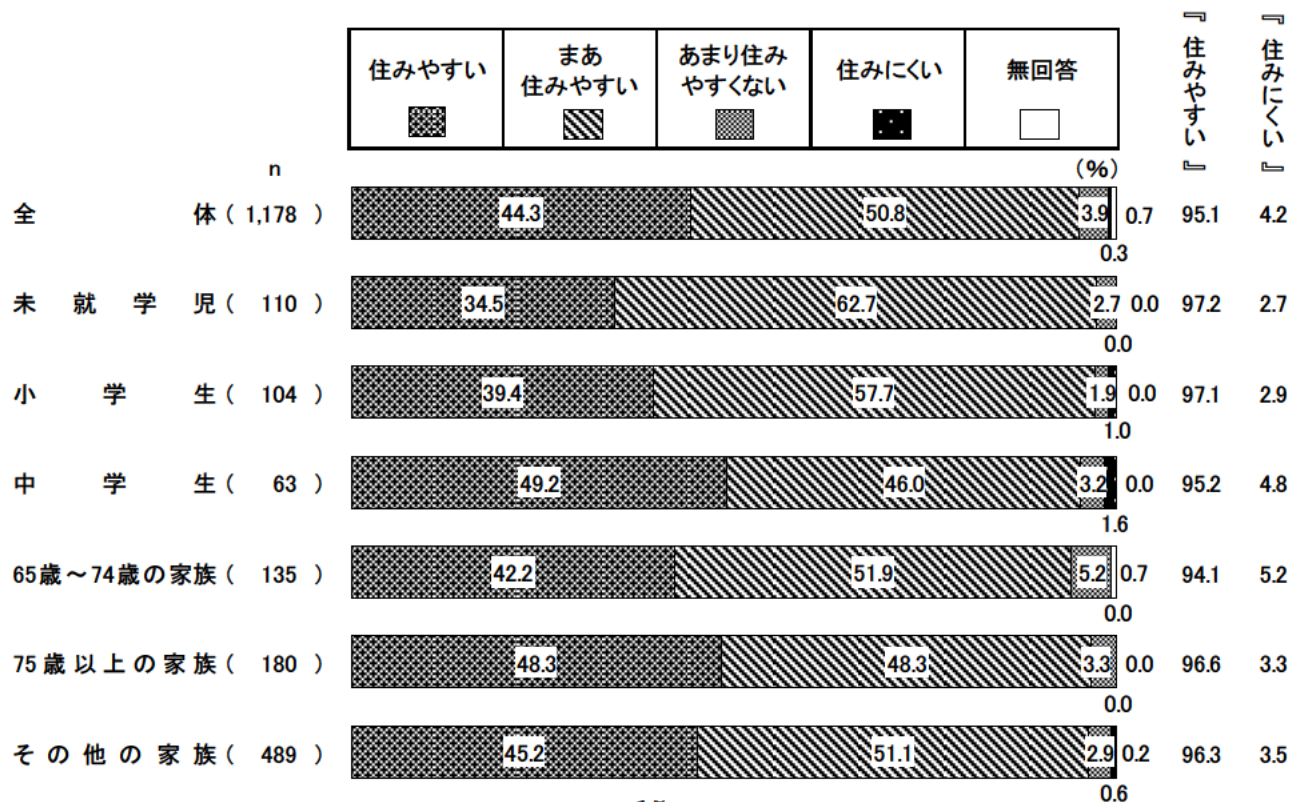 『住みやすい』
『住みにくい』
住みやすい
まあ
住みやすい
あまり住み
やすくない
住みにくい
無回答
n
(%)
全体( 1,178 ) 44.3 50.8 3.9 0.7 95.1 4.2
0.3
未就学児( 110 ) 34.5 62.7 2.7 0.0 97.2 2.7
0.0
小学生( 104 ) 39.4 57.7 1.9 0.0 97.1 2.9
1.0
中学生( 63 ) 49.2 46.0 3.2 0.0 95.2 4.8
1.6
65歳~74歳の家族( 135 ) 42.2 51.9 5.2 0.7 94.1 5.2
0.0
75歳以上の家族( 180 ) 48.3 48.3 3.3 0.0 96.6 3.3
0.0
その他の家族( 489 ) 45.2 51.1 2.9 0.2 96.3 3.5
0.6